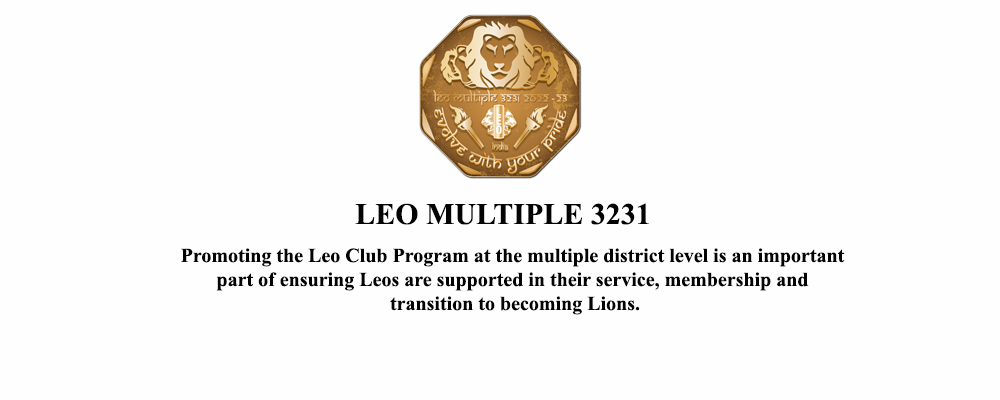 leo multiple 3231 2022-23
LEO
India
evolve with your pride
LEO MULTIPLE 3231
Promoting the Leo Club Program at the multiple district level is an important
part of ensuring Leos are supported in their service, membership and
transition to becoming Lions.